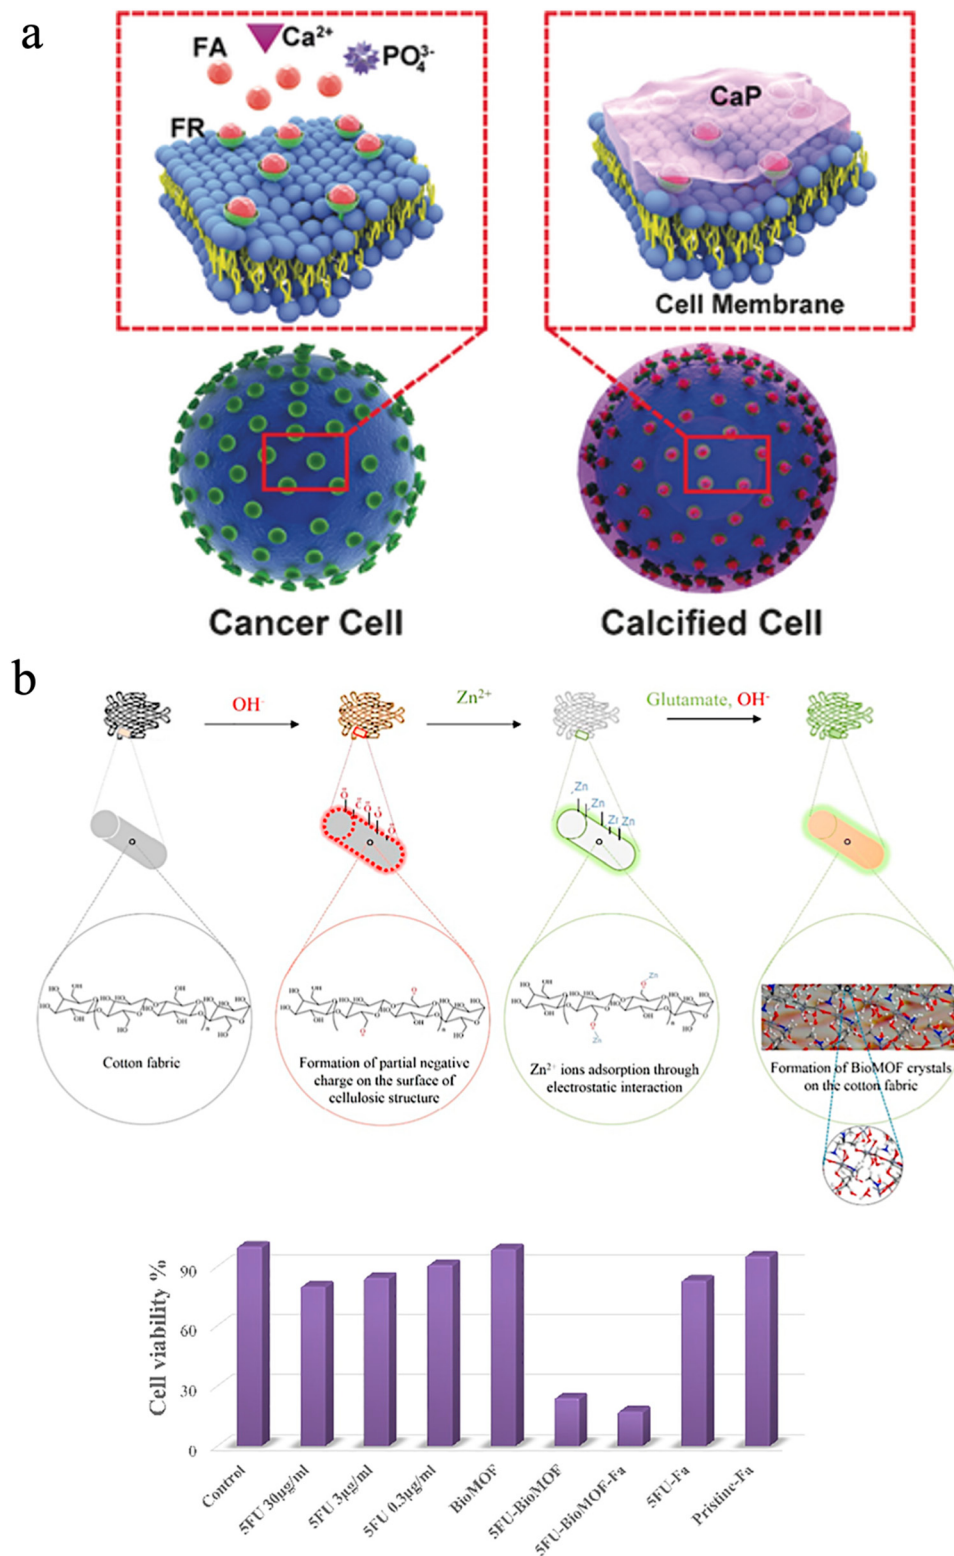 a
FA
Ca²⁺
PO₄³⁻
FR
CaP
Cell Membrane
Cancer Cell
Calcified Cell
b
OH⁻
Zn²⁺
Glutamate, OH⁻
Zn
Zn
Zn
Cotton fabric
Formation of partial negative
charge on the surface of
cellulosic structure
Zn²⁺ ions adsorption through
electrostatic interaction
Formation of BioMOF crystals
on the cotton fabric
Cell viability %
90
60
30
0
Control
5FU 30µg/ml
5FU 3µg/ml
5FU 0.3µg/ml
BioMOF
5FU-BioMOF
5FU-BioMOF-Fa
5FU-Fa
Pristine-Fa